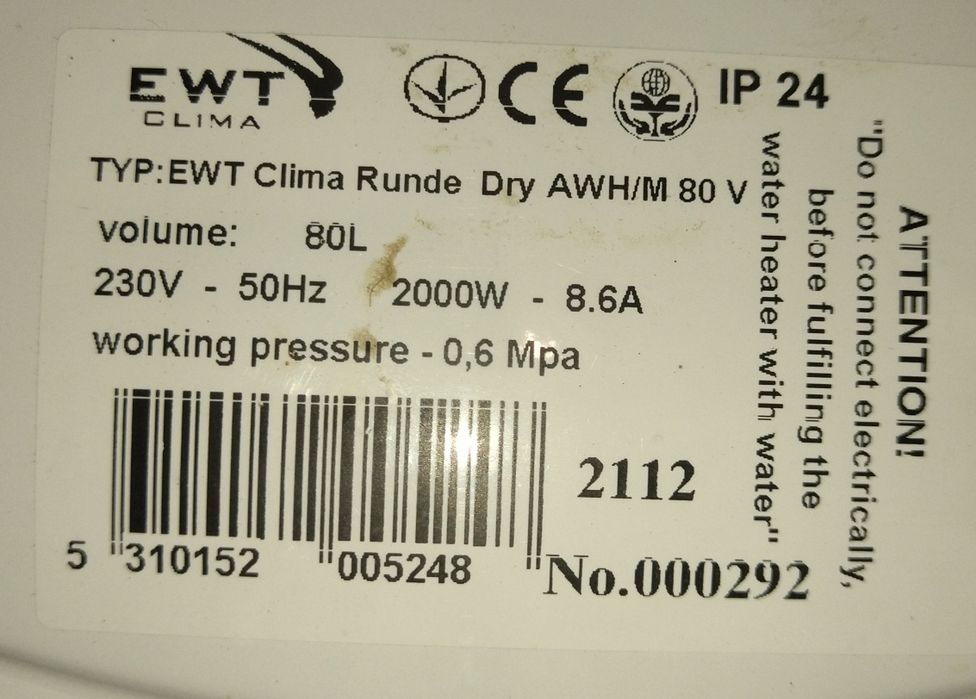 EWT
CLIMA
CE
IP 24
TYP:EWT Clima Runde Dry AWH/M 80 V
volume: 80L
230V - 50Hz 2000W - 8.6A
working pressure - 0,6 Mpa
2112
5 310152 005248
No.000292
ATTENTION!
"Do not connect electrically,
before fulfilling the
water heater with water"